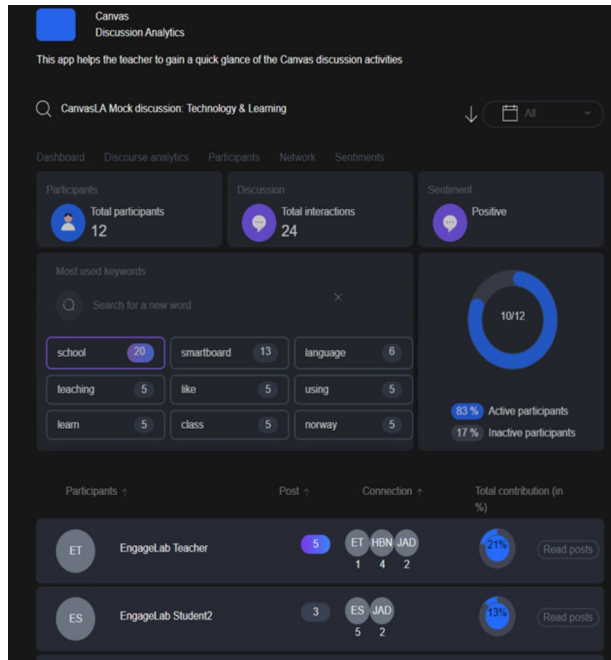 Canvas
Discussion Analytics
This app helps the teacher to gain a quick glance of the Canvas discussion activities
CanvasLA Mock discussion: Technology & Learning
All
Dashboard Discourse analytics Participants Network Sentiments
Participants
Total participants
12
Discussion
Total interactions
24
Sentiment
Positive
Most used keywords
Search for a new word
school 20 smartboard 13 language 6
teaching 5 like 5 using 5
learn 5 class 5 norway 5
10/12
83 % Active participants
17 % Inactive participants
Participants ↑ Post ↑ Connection ↑ Total contribution (in
%)
ET EngageLab Teacher 5 ET HBN JAD 21% Read posts
1 4 2
ES EngageLab Student2 3 ES JAD 13% Read posts
5 2